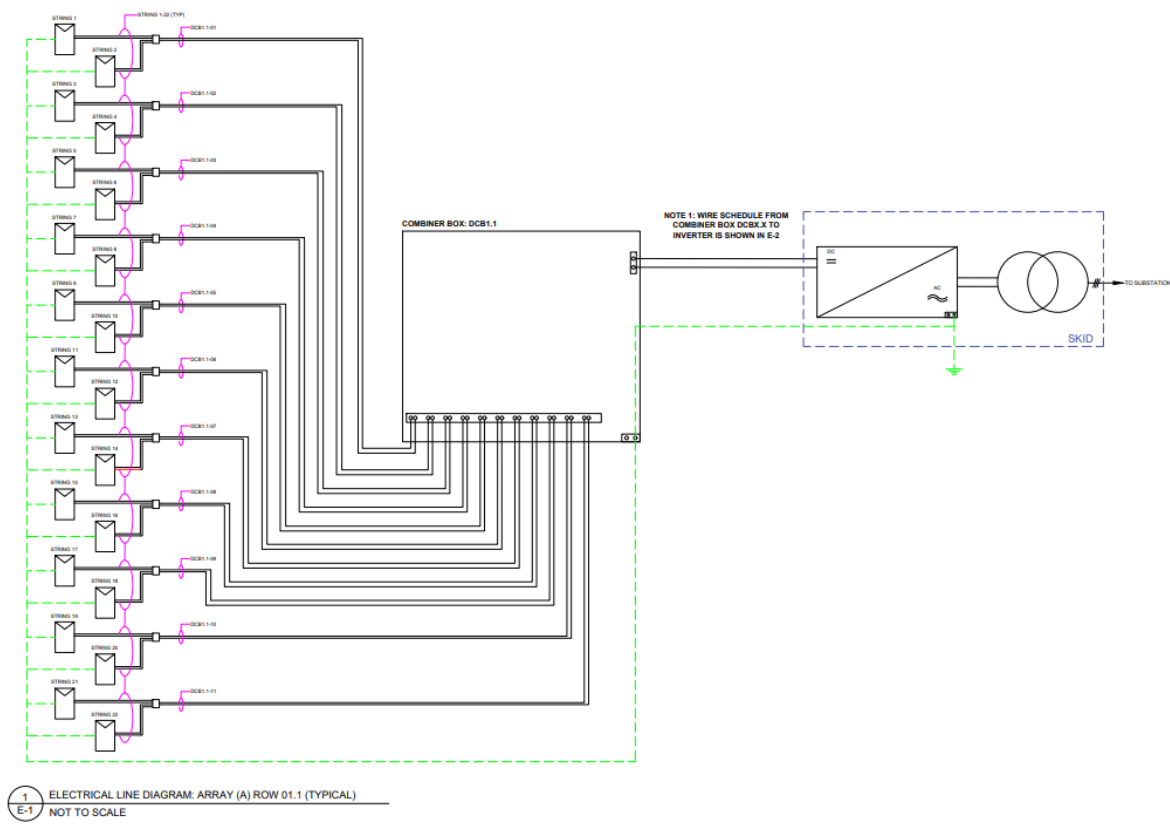 STRING 1
STRING 1-22 (TYP)
DCB1.1-01
STRING 2
STRING 3
DCB1.1-02
STRING 4
STRING 5
DCB1.1-03
STRING 6
STRING 7
DCB1.1-04
STRING 8
STRING 9
DCB1.1-05
STRING 10
STRING 11
DCB1.1-06
STRING 12
STRING 13
DCB1.1-07
STRING 14
STRING 15
DCB1.1-08
STRING 16
STRING 17
DCB1.1-09
STRING 18
STRING 19
DCB1.1-10
STRING 20
STRING 21
DCB1.1-11
STRING 22
COMBINER BOX: DCB1.1
NOTE 1: WIRE SCHEDULE FROM
COMBINER BOX DCBX.X TO
INVERTER IS SHOWN IN E-2
DC
AC
TO SUBSTATION
SKID
1
E-1
ELECTRICAL LINE DIAGRAM: ARRAY (A) ROW 01.1 (TYPICAL)
NOT TO SCALE